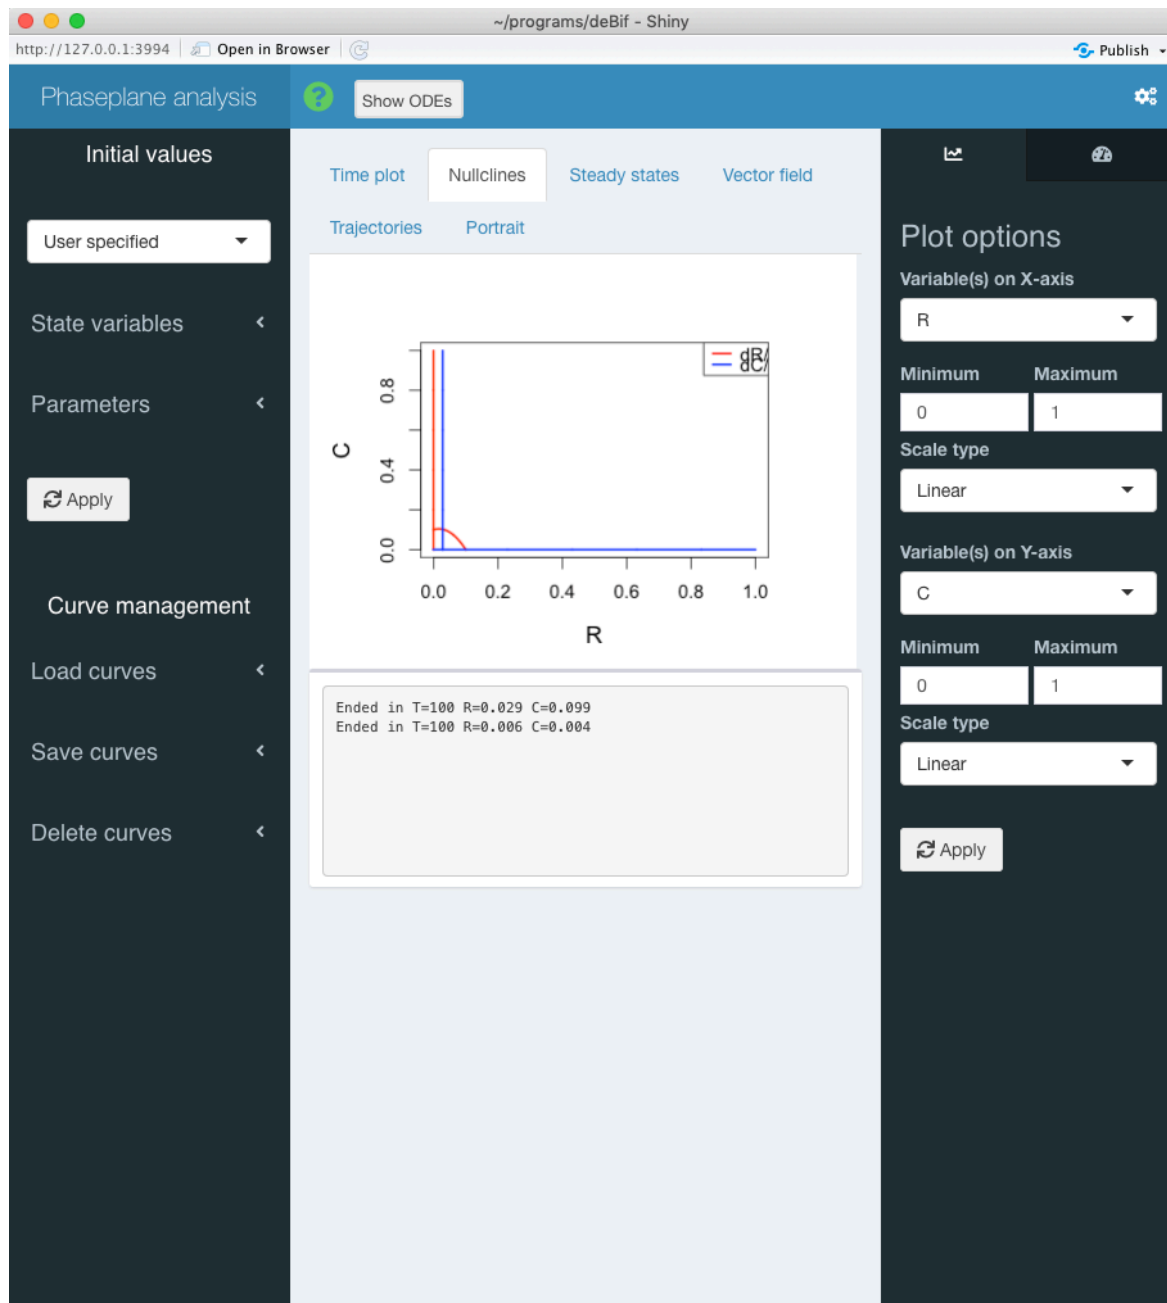 ~/programs/deBif - Shiny
http://127.0.0.1:3994 Open in Browser Publish
Phaseplane analysis Show ODEs
Initial values
User specified
State variables
Parameters
Apply
Curve management
Load curves
Save curves
Delete curves
Time plot Nullclines Steady states Vector field
Trajectories Portrait
dR/
dC/
C
0.8
0.4
0.0
0.0 0.2 0.4 0.6 0.8 1.0
R
Ended in T=100 R=0.029 C=0.099
Ended in T=100 R=0.006 C=0.004
Plot options
Variable(s) on X-axis
R
Minimum Maximum
0 1
Scale type
Linear
Variable(s) on Y-axis
C
Minimum Maximum
0 1
Scale type
Linear
Apply